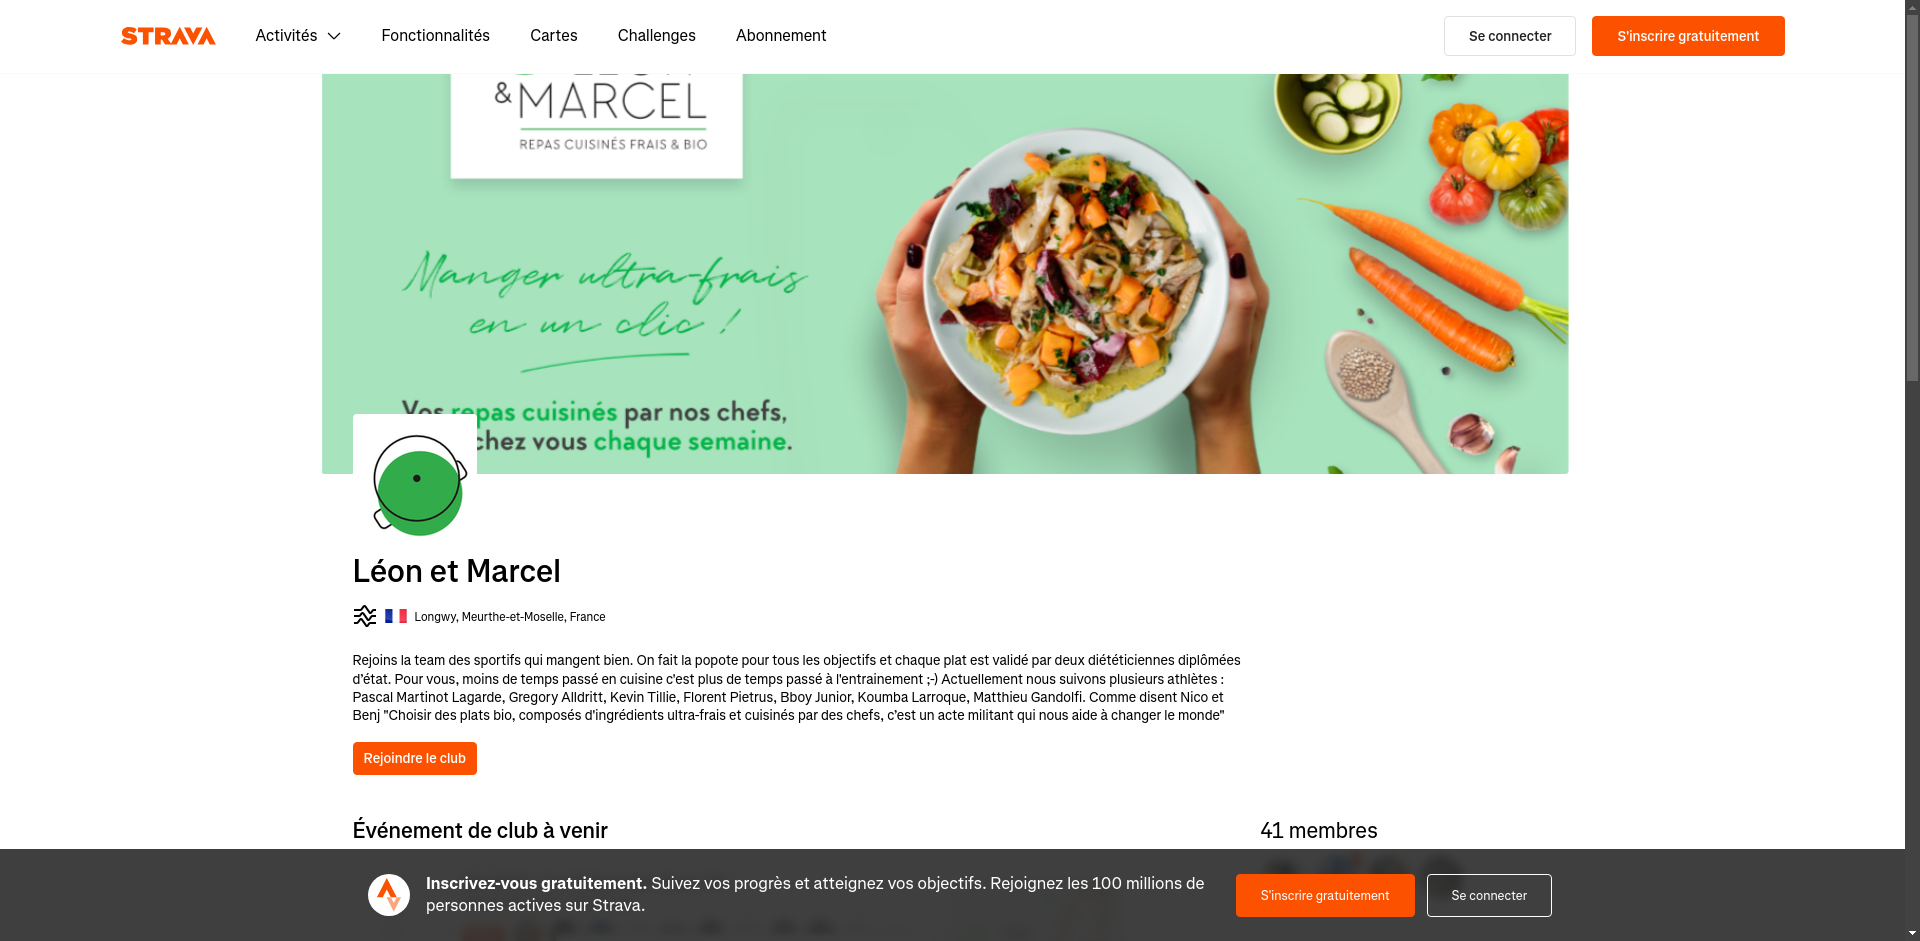 STRAVA
Activités
Fonctionnalités
Cartes
Challenges
Abonnement
Se connecter
S'inscrire gratuitement
&MARCEL
REPAS CUISINÉS FRAIS & BIO
Manger ultra-frais
en un clic !
Vos repas cuisinés par nos chefs,
chez vous chaque semaine.
Léon et Marcel
Longwy, Meurthe-et-Moselle, France
Rejoins la team des sportifs qui mangent bien. On fait la popote pour tous les objectifs et chaque plat est validé par deux diététiciennes diplômées
d'état. Pour vous, moins de temps passé en cuisine c'est plus de temps passé à l'entrainement ;-) Actuellement nous suivons plusieurs athlètes :
Pascal Martinot Lagarde, Gregory Alldritt, Kevin Tillie, Florent Pietrus, Bboy Junior, Koumba Larroque, Matthieu Gandolfi. Comme disent Nico et
Benj "Choisir des plats bio, composés d'ingrédients ultra-frais et cuisinés par des chefs, c'est un acte militant qui nous aide à changer le monde"
Rejoindre le club
Événement de club à venir
41 membres
Inscrivez-vous gratuitement. Suivez vos progrès et atteignez vos objectifs. Rejoignez les 100 millions de
personnes actives sur Strava.
S'inscrire gratuitement
Se connecter